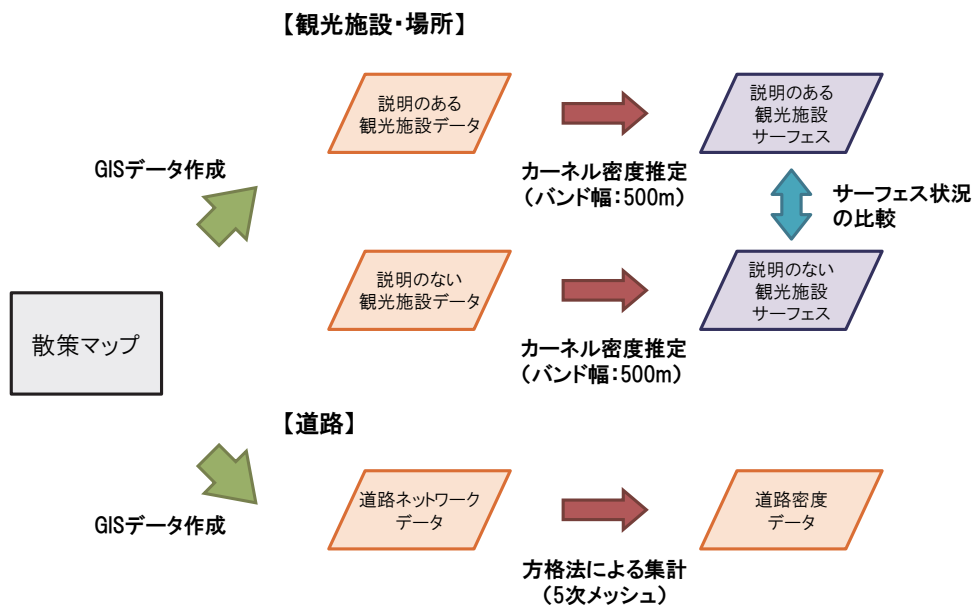 【観光施設・場所】
説明のある
観光施設データ
カーネル密度推定
（バンド幅：500m）
説明のある
観光施設
サーフェス
GISデータ作成
サーフェス状況
の比較
説明のない
観光施設データ
カーネル密度推定
（バンド幅：500m）
説明のない
観光施設
サーフェス
散策マップ
【道路】
GISデータ作成
道路ネットワーク
データ
方格法による集計
（5次メッシュ）
道路密度
データ